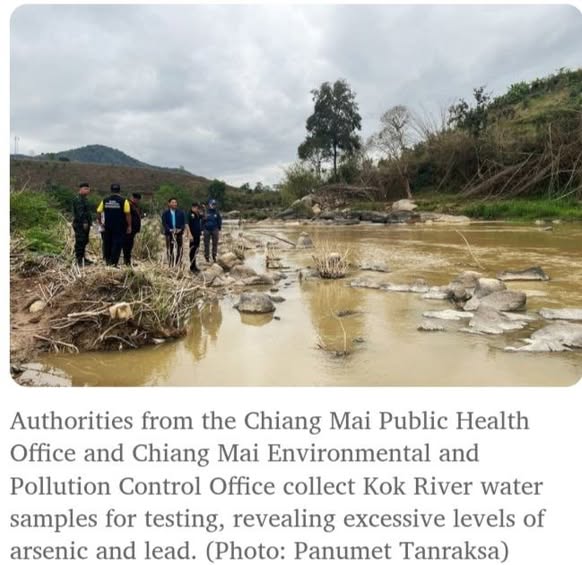 Authorities from the Chiang Mai Public Health
Office and Chiang Mai Environmental and
Pollution Control Office collect Kok River water
samples for testing, revealing excessive levels of
arsenic and lead. (Photo: Panumet Tanraksa)